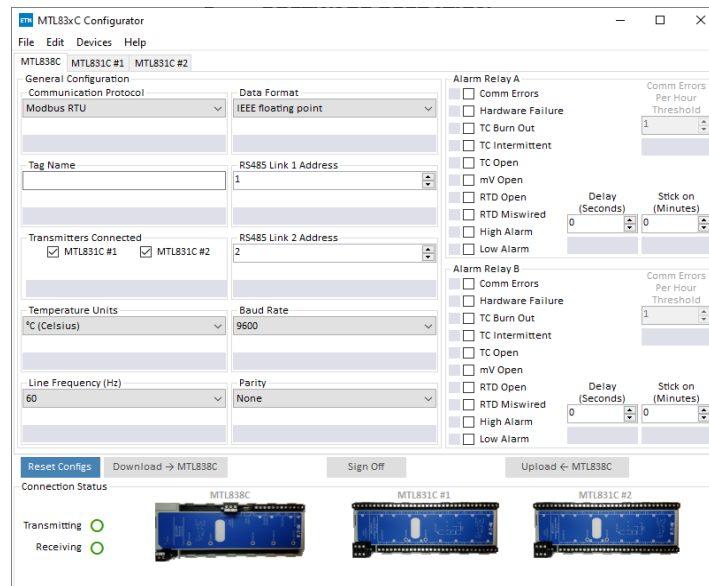 ETN MTL83xC Configurator
File Edit Devices Help
MTL838C MTL831C #1 MTL831C #2
General Configuration
Communication Protocol
Modbus RTU
Data Format
IEEE floating point
Tag Name
RS485 Link 1 Address
1
Transmitters Connected
MTL831C #1 MTL831C #2
RS485 Link 2 Address
2
Temperature Units
°C (Celsius)
Baud Rate
9600
Line Frequency (Hz)
60
Parity
None
Alarm Relay A
Comm Errors
Hardware Failure
TC Burn Out
TC Intermittent
TC Open
mV Open
RTD Open
RTD Miswired
High Alarm
Low Alarm
Comm Errors
Per Hour
Threshold
1
Delay
(Seconds)
0
Stick on
(Minutes)
0
Alarm Relay B
Comm Errors
Hardware Failure
TC Burn Out
TC Intermittent
TC Open
mV Open
RTD Open
RTD Miswired
High Alarm
Low Alarm
Comm Errors
Per Hour
Threshold
1
Delay
(Seconds)
0
Stick on
(Minutes)
0
Reset Configs Download → MTL838C Sign Off Upload ← MTL838C
Connection Status
Transmitting
Receiving
MTL838C
MTL831C #1
MTL831C #2